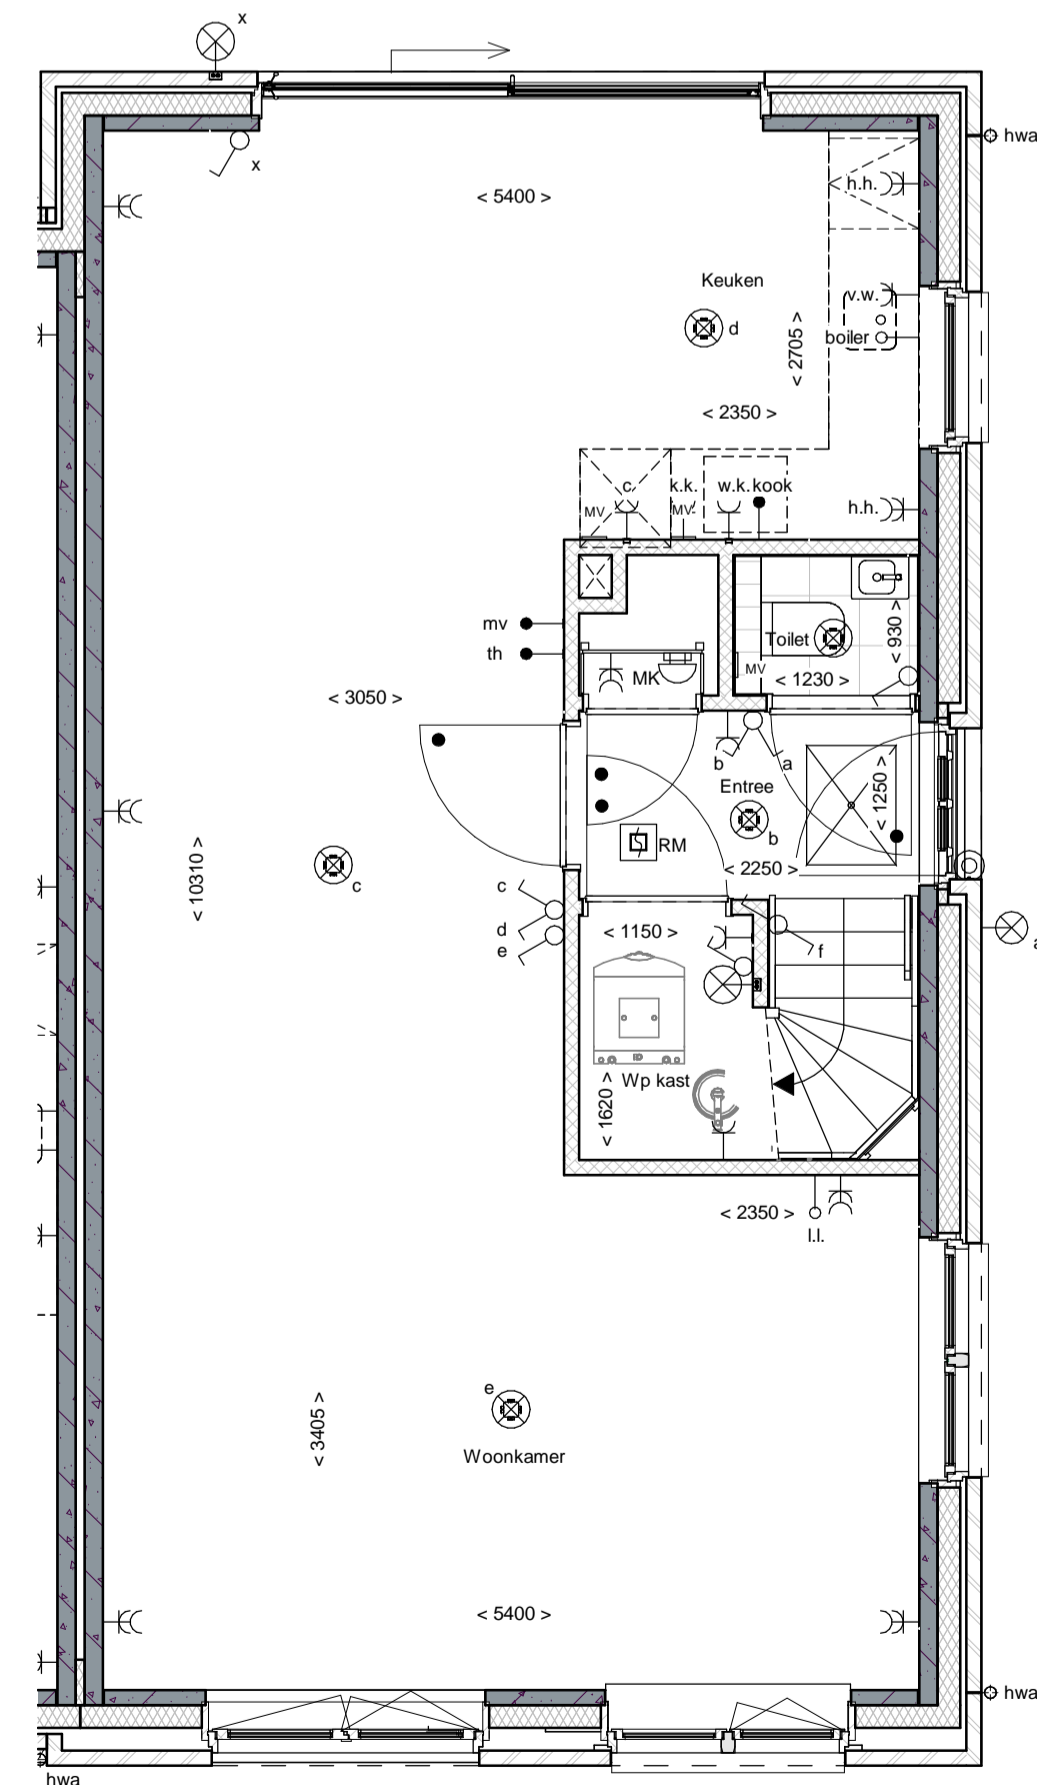 x
hwa
x
h.h.
< 5400 >
Keuken
v.w.
d
boiler
< 2705 >
< 2350 >
c.
k.k.
w.k.
kook
MV
MV
h.h.
mv
Toilet
< 930 >
th
MK
MV
< 1230 >
< 3050 >
b
a
Entree
< 1250 >
b
RM
< 2250 >
< 10310 >
c
c
d
e
< 1150 >
f
a
Wp kast
< 1620 >
< 2350 >
l.l.
e
< 3405 >
Woonkamer
< 5400 >
hwa
hwa